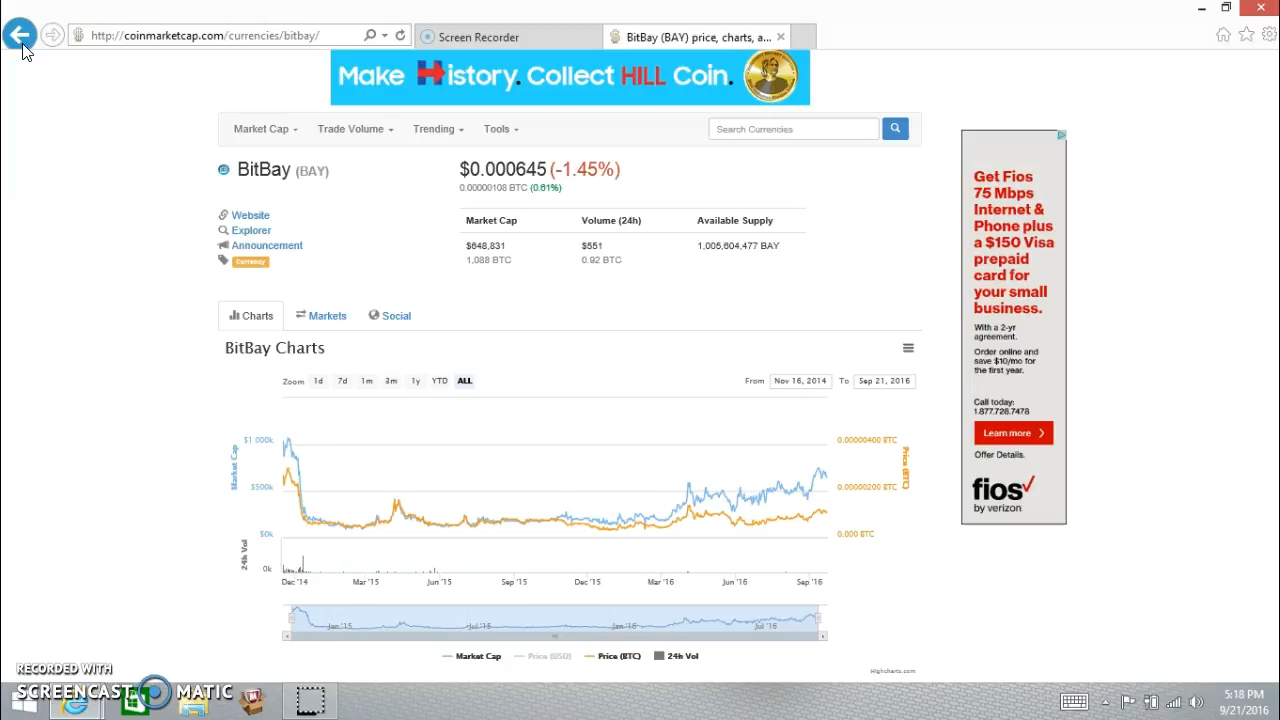 http://coinmarketcap.com/currencies/bitbay/
Screen Recorder
BitBay (BAY) price, charts, a...
Make History. Collect HILL Coin.
Market Cap
Trade Volume
Trending
Tools
Search Currencies
BitBay (BAY)
$0.000645 (-1.45%)
0.00000108 BTC (0.61%)
Website
Explorer
Announcement
Currency
Market Cap
Volume (24h)
Available Supply
$648,831
$551
1,005,604,477 BAY
1,088 BTC
0.92 BTC
Charts
Markets
Social
BitBay Charts
Zoom 1d 7d 1m 3m 1y YTD ALL
From Nov 16, 2014 To Sep 21, 2016
$1 000k
$500k
$0k
Market Cap
0.00000400 BTC
0.00000200 BTC
0.000 BTC
Price (BTC)
24h Vol
0k
Dec '14 Mar '15 Jun '15 Sep '15 Dec '15 Mar '16 Jun '16 Sep '16
Jan '15 Jul '15 Jan '16 Jul '16
Market Cap Price (USD) Price (BTC) 24h Vol
Highcharts.com
Get Fios
75 Mbps
Internet &
Phone plus
a $150 Visa
prepaid
card for
your small
business.
With a 2-yr
agreement.
Order online and
save $10/mo for
the first year.
Call today:
1.877.728.7478
Learn more
Offer Details.
fios
by verizon
RECORDED WITH
SCREENCAST MATIC
5:18 PM
9/21/2016